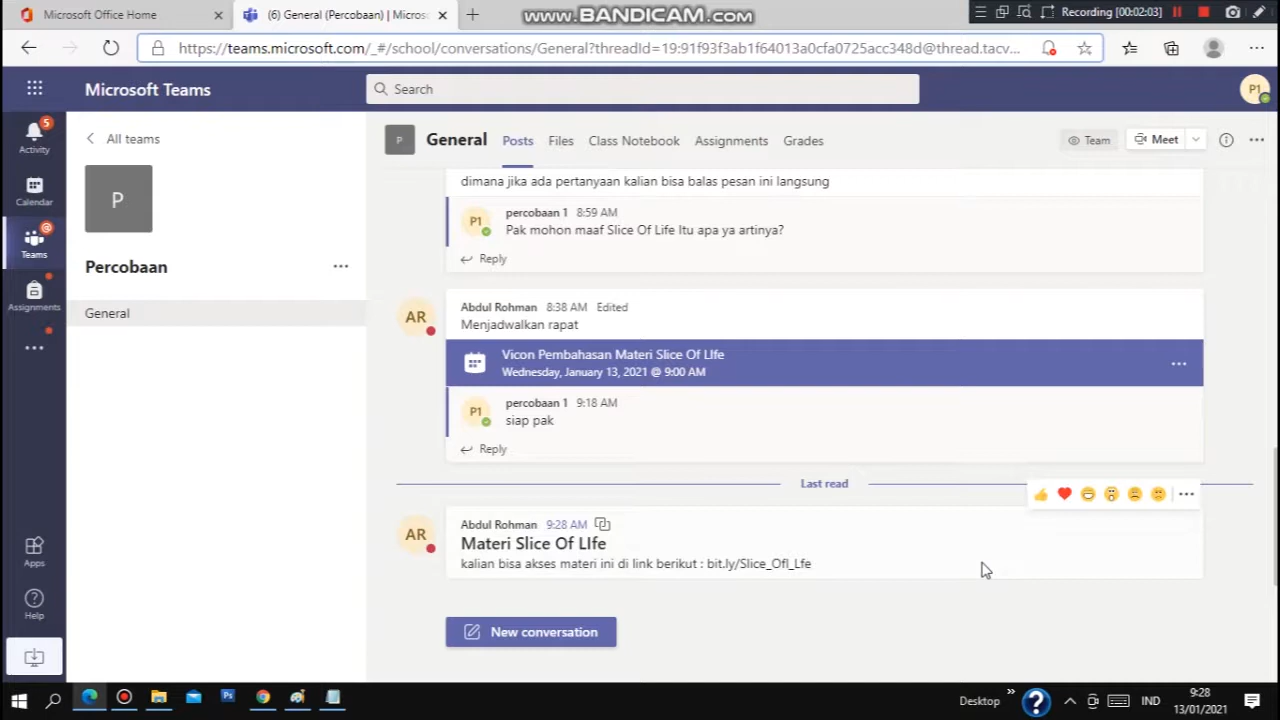 Microsoft Office Home
(6) General (Percobaan) | Micros
www.BANDICAM.com
Recording [00:02:03]
https://teams.microsoft.com/_#/school/conversations/General?threadId=19:91f93f3ab1f64013a0cfa0725acc348d@thread.tacv...
Microsoft Teams
Search
P1
Activity
5
Calendar
Teams
Assignments
Apps
Help
All teams
P
Percobaan
General
P
General
Posts
Files
Class Notebook
Assignments
Grades
Team
Meet
dimana jika ada pertanyaan kalian bisa balas pesan ini langsung
P1
percobaan 1 8:59 AM
Pak mohon maaf Slice Of Life Itu apa ya artinya?
Reply
AR
Abdul Rohman 8:38 AM Edited
Menjadwalkan rapat
Vicon Pembahasan Materi Slice Of LIfe
Wednesday, January 13, 2021 @ 9:00 AM
P1
percobaan 1 9:18 AM
siap pak
Reply
Last read
AR
Abdul Rohman 9:28 AM
Materi Slice Of LIfe
kalian bisa akses materi ini di link berikut : bit.ly/Slice_Ofl_Lfe
New conversation
Ps
Desktop
IND
9:28
13/01/2021